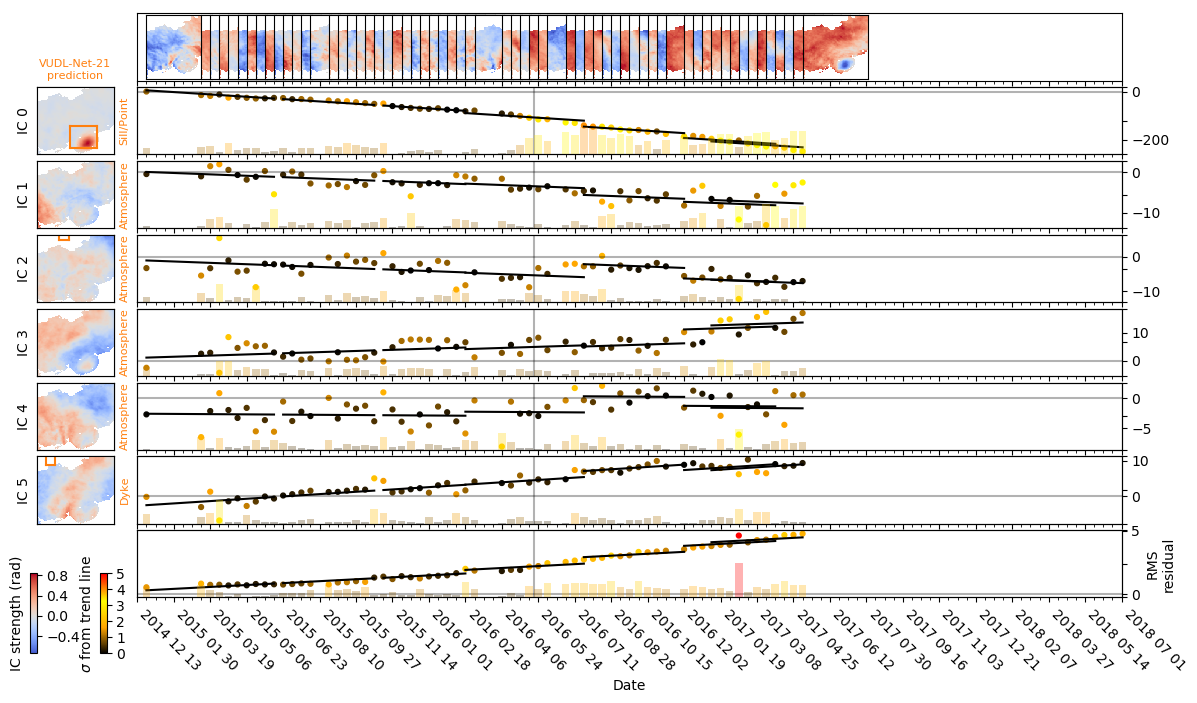 VUDL-Net-21
prediction
IC 0
Sill/Point
0
−200
IC 1
Atmosphere
0
−10
IC 2
Atmosphere
0
−10
IC 3
Atmosphere
10
0
IC 4
Atmosphere
0
−5
IC 5
Dyke
10
0
5
0
RMS
residual
IC strength (rad)
0.8
0.4
0.0
−0.4
σ from trend line
5
4
3
2
1
0
2014 12 13
2015 01 30
2015 03 19
2015 05 06
2015 06 23
2015 08 10
2015 09 27
2015 11 14
2016 01 01
2016 02 18
2016 04 06
2016 05 24
2016 07 11
2016 08 28
2016 10 15
2016 12 02
2017 01 19
2017 03 08
2017 04 25
2017 06 12
2017 07 30
2017 09 16
2017 11 03
2017 12 21
2018 02 07
2018 03 27
2018 05 14
2018 07 01
Date